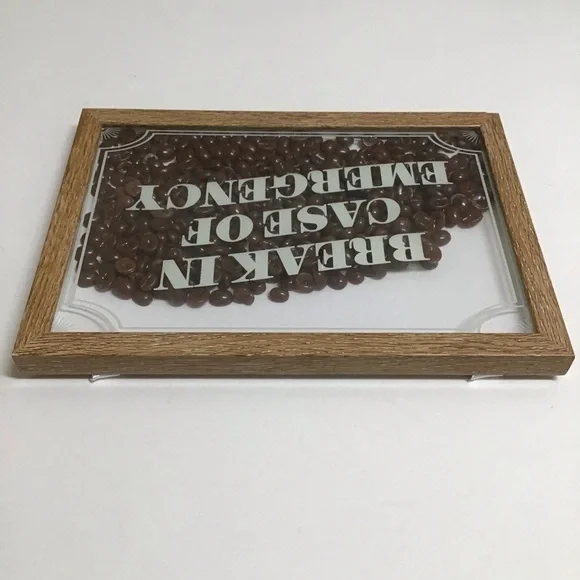 BREAK IN
CASE OF
EMERGENCY